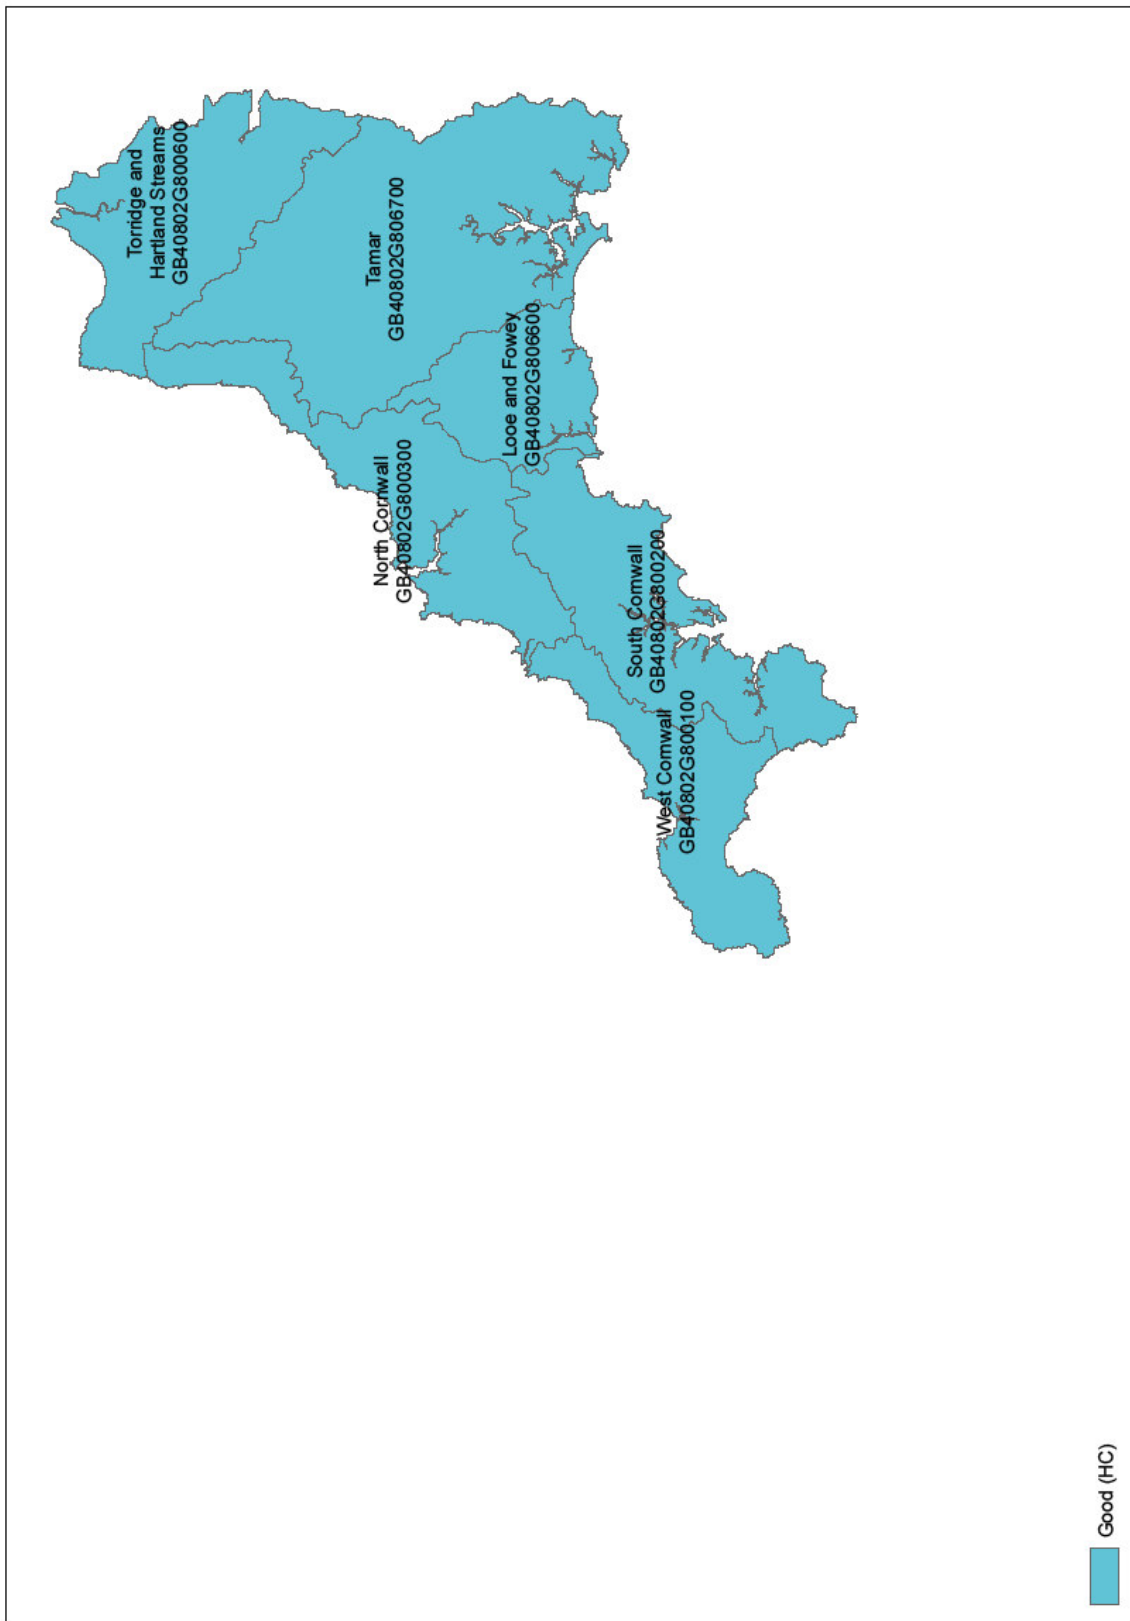 Torridge and
Hartland Streams
GB40802G800600
Tamar
GB40802G806700
Looe and Fowey
GB40802G806600
North Cornwall
GB40802G800300
South Cornwall
GB40802G800200
West Cornwall
GB40802G800100
Good (HC)